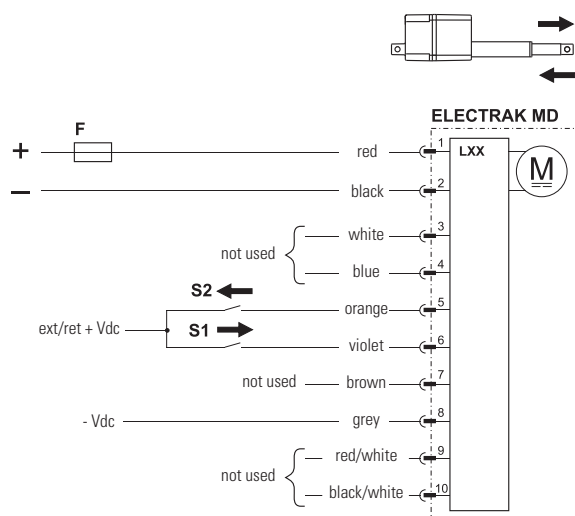 ELECTRAK MD
F
+
red
1
LXX
M
–
black
2
white
3
not used
blue
4
S2
orange
5
ext/ret + Vdc
S1
violet
6
not used
brown
7
- Vdc
grey
8
red/white
9
not used
black/white
10